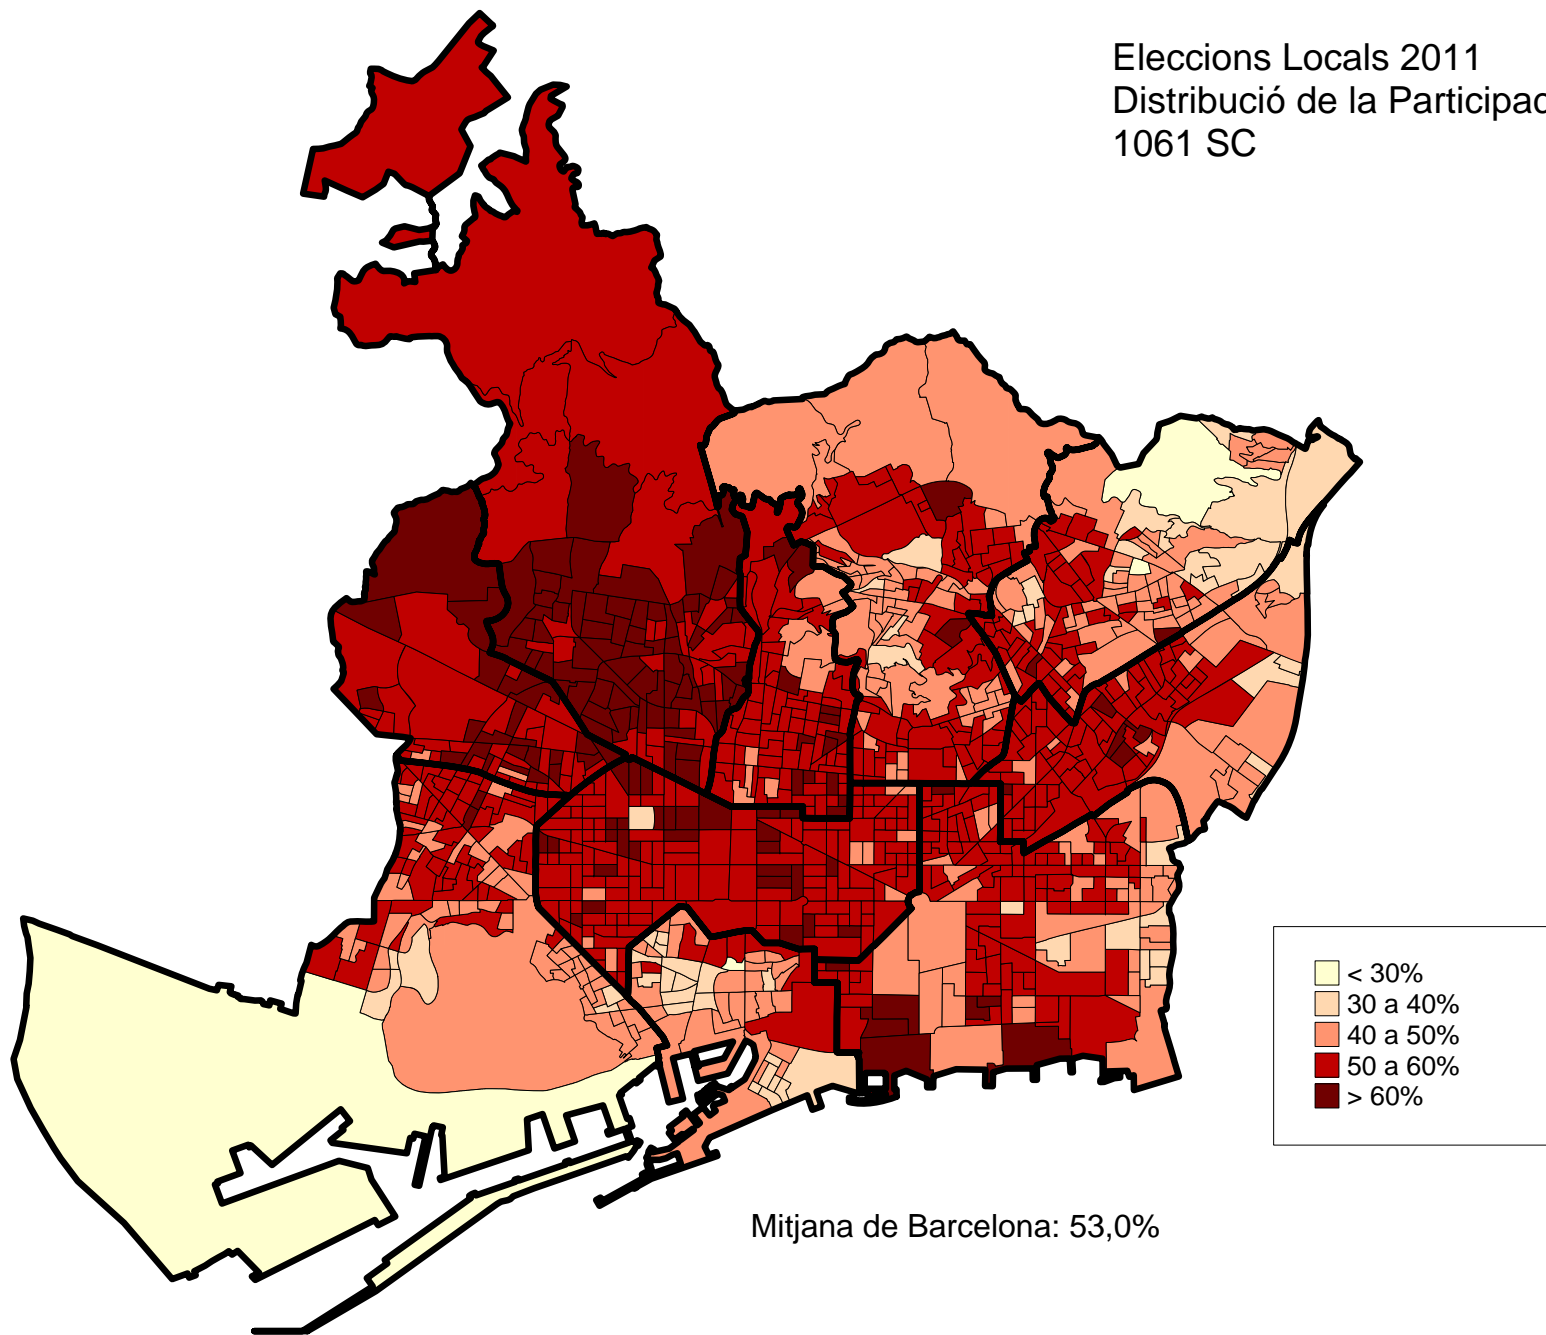 Eleccions Locals 2011
Distribució de la
1061 SC
< 30%
30 a 40%
40 a 50%
50 a 60%
> 60%
Mitjana de Barcelona: 53,0%